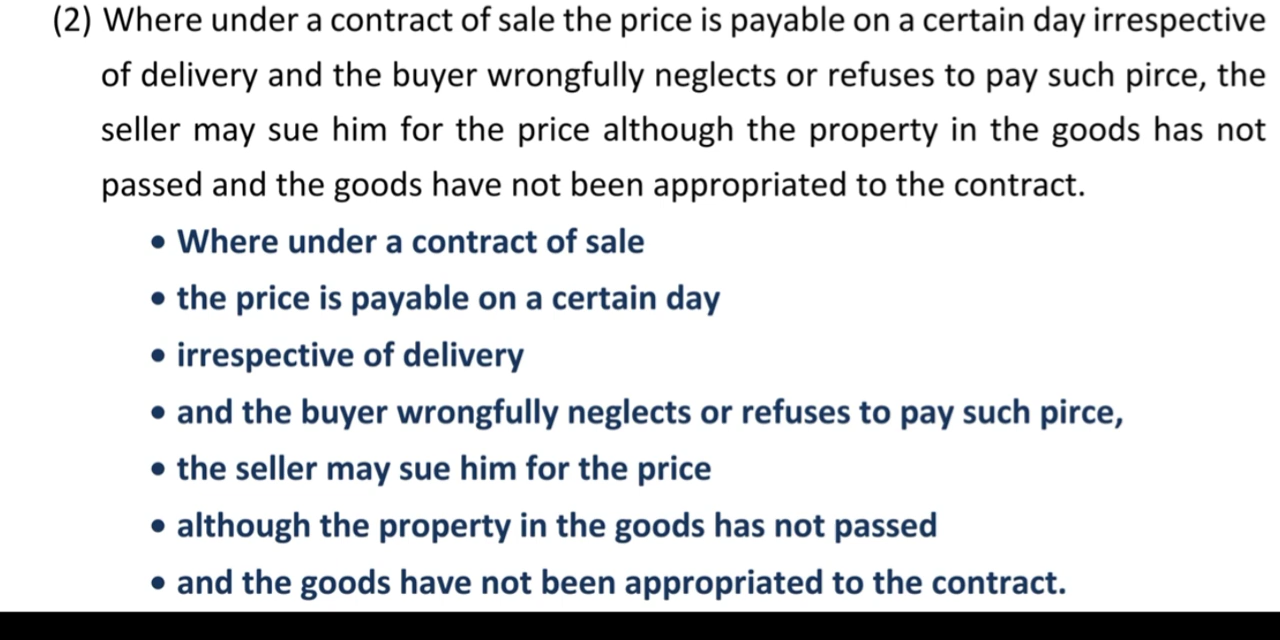 (2) Where under a contract of sale the price is payable on a certain day irrespective
of delivery and the buyer wrongfully neglects or refuses to pay such pirce, the
seller may sue him for the price although the property in the goods has not
passed and the goods have not been appropriated to the contract.
• Where under a contract of sale
• the price is payable on a certain day
• irrespective of delivery
• and the buyer wrongfully neglects or refuses to pay such pirce,
• the seller may sue him for the price
• although the property in the goods has not passed
• and the goods have not been appropriated to the contract.